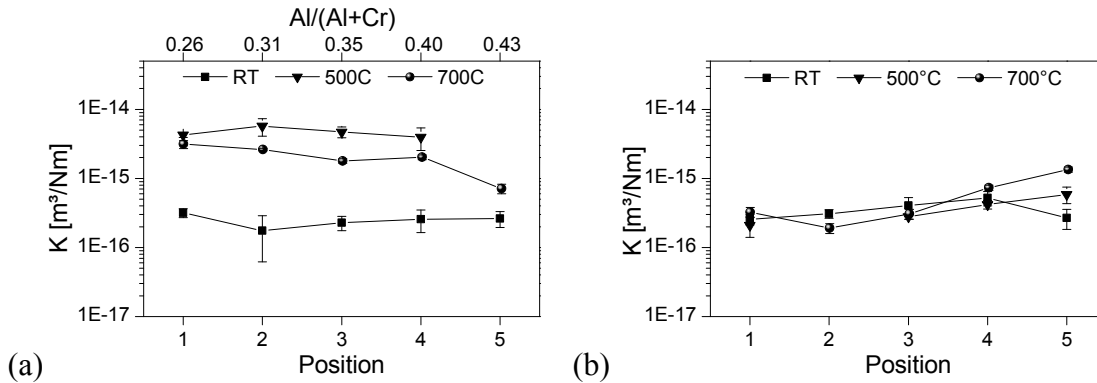 Al/(Al+Cr)
0.26 0.31 0.35 0.40 0.43
RT 500C 700C
1E-14
1E-15
1E-16
1E-17
K [m³/Nm]
1 2 3 4 5
Position
(a)
RT 500°C 700°C
1E-14
1E-15
1E-16
1E-17
K [m³/Nm]
1 2 3 4 5
Position
(b)